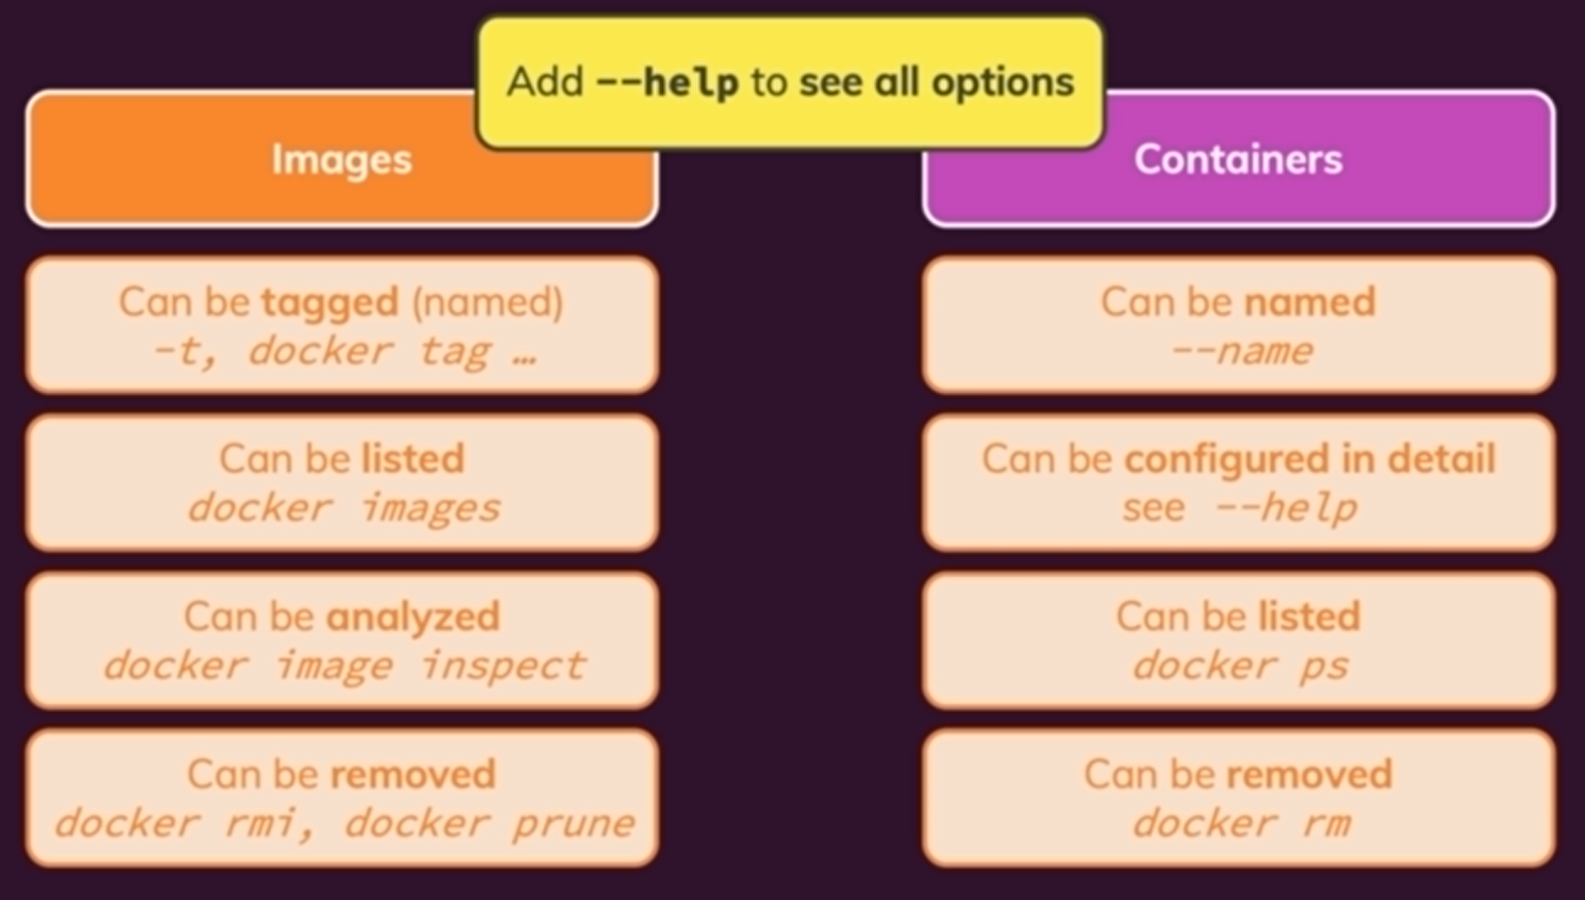 Add --help to see all options
Images
Can be tagged (named)
-t, docker tag …
Can be listed
docker images
Can be analyzed
docker image inspect
Can be removed
docker rmi, docker prune
Containers
Can be named
--name
Can be configured in detail
see --help
Can be listed
docker ps
Can be removed
docker rm